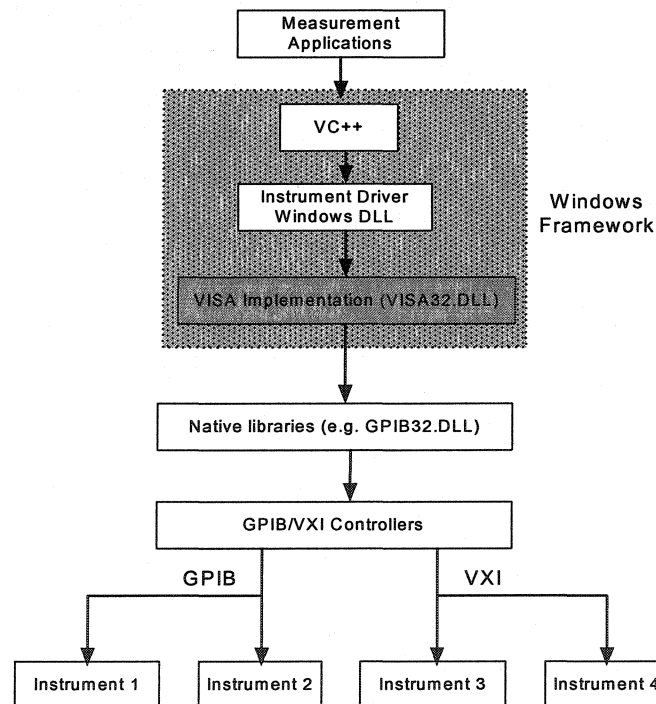 Measurement
Applications
VC++
Instrument Driver
Windows DLL
Windows
Framework
VISA Implementation (VISA32.DLL)
Native libraries (e.g. GPIB32.DLL)
GPIB/VXI Controllers
GPIB
VXI
Instrument 1
Instrument 2
Instrument 3
Instrument 4